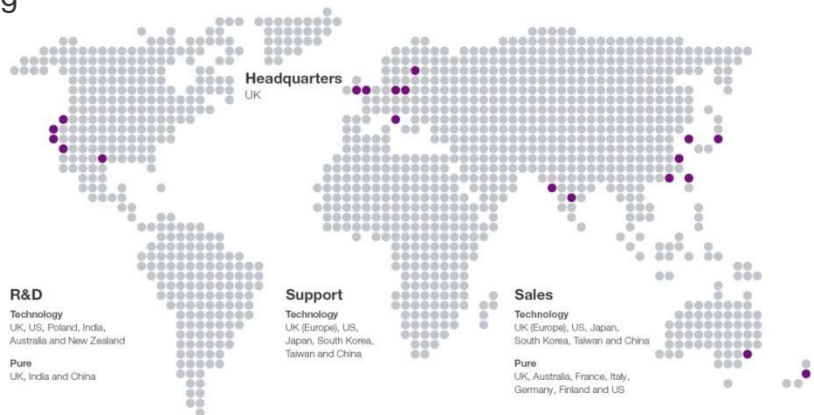 g
Headquarters
UK
R&D
Technology
UK, US, Poland, India,
Australia and New Zealand
Pure
UK, India and China
Support
Technology
UK (Europe), US,
Japan, South Korea,
Taiwan and China
Sales
Technology
UK (Europe), US, Japan,
South Korea, Taiwan and China
Pure
UK, Australia, France, Italy,
Germany, Finland and US